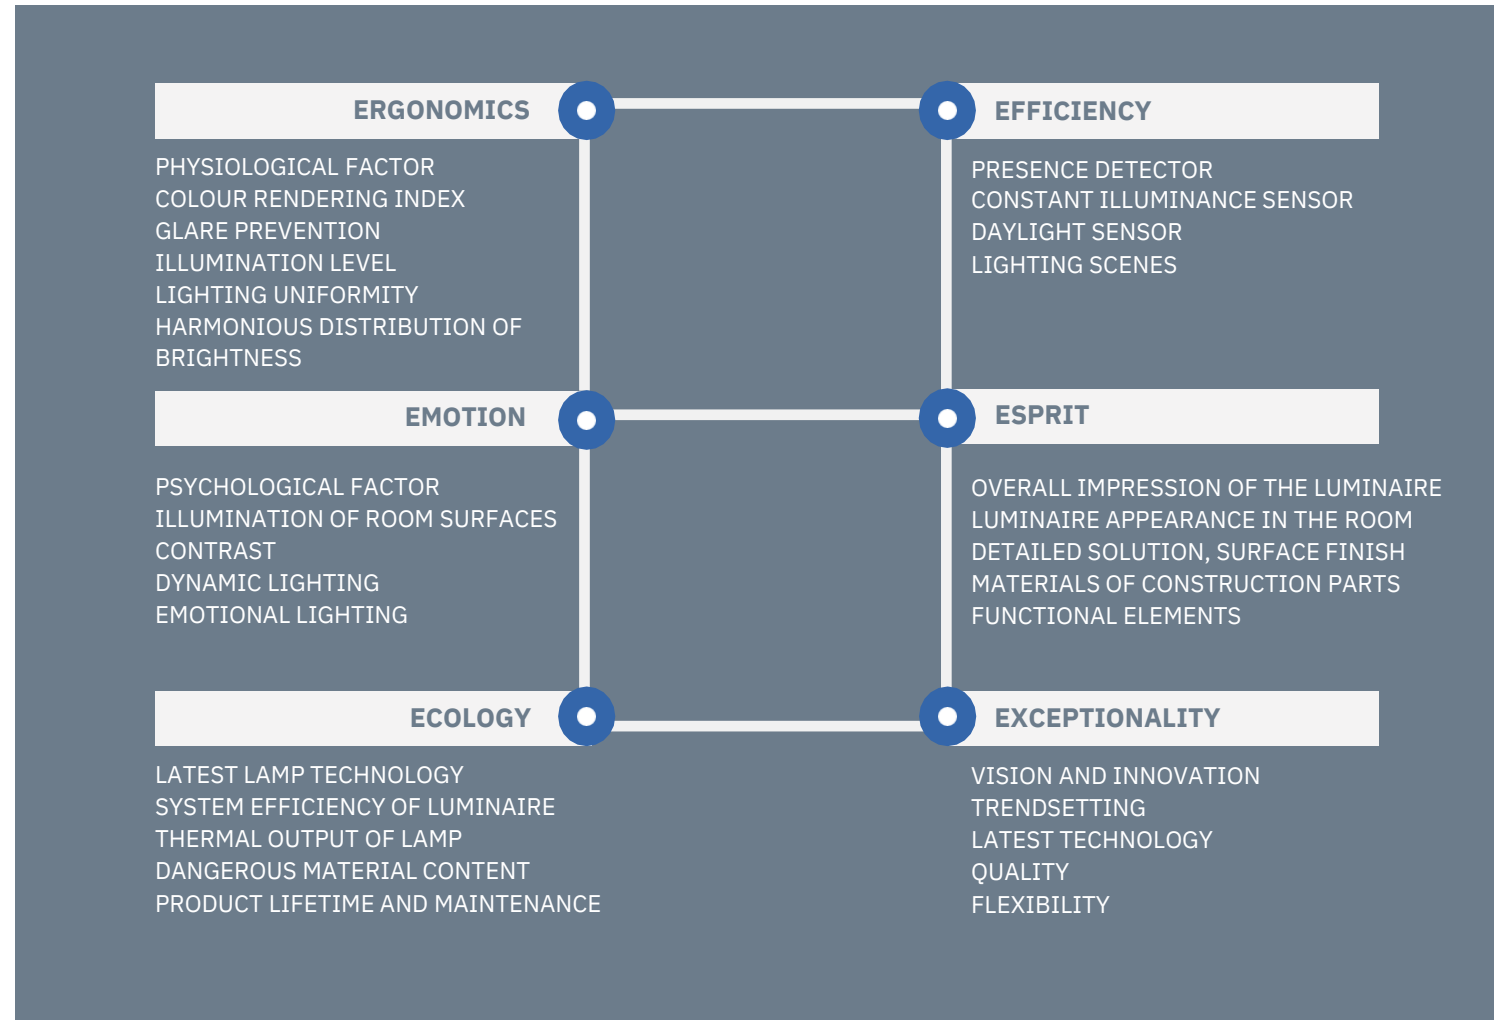 ERGONOMICS
PHYSIOLOGICAL FACTOR
COLOUR RENDERING INDEX
GLARE PREVENTION
ILLUMINATION LEVEL
LIGHTING UNIFORMITY
HARMONIOUS DISTRIBUTION OF
BRIGHTNESS
EFFICIENCY
PRESENCE DETECTOR
CONSTANT ILLUMINANCE SENSOR
DAYLIGHT SENSOR
LIGHTING SCENES
EMOTION
PSYCHOLOGICAL FACTOR
ILLUMINATION OF ROOM SURFACES
CONTRAST
DYNAMIC LIGHTING
EMOTIONAL LIGHTING
ESPRIT
OVERALL IMPRESSION OF THE LUMINAIRE
LUMINAIRE APPEARANCE IN THE ROOM
DETAILED SOLUTION, SURFACE FINISH
MATERIALS OF CONSTRUCTION PARTS
FUNCTIONAL ELEMENTS
ECOLOGY
LATEST LAMP TECHNOLOGY
SYSTEM EFFICIENCY OF LUMINAIRE
THERMAL OUTPUT OF LAMP
DANGEROUS MATERIAL CONTENT
PRODUCT LIFETIME AND MAINTENANCE
EXCEPTIONALITY
VISION AND INNOVATION
TRENDSETTING
LATEST TECHNOLOGY
QUALITY
FLEXIBILITY